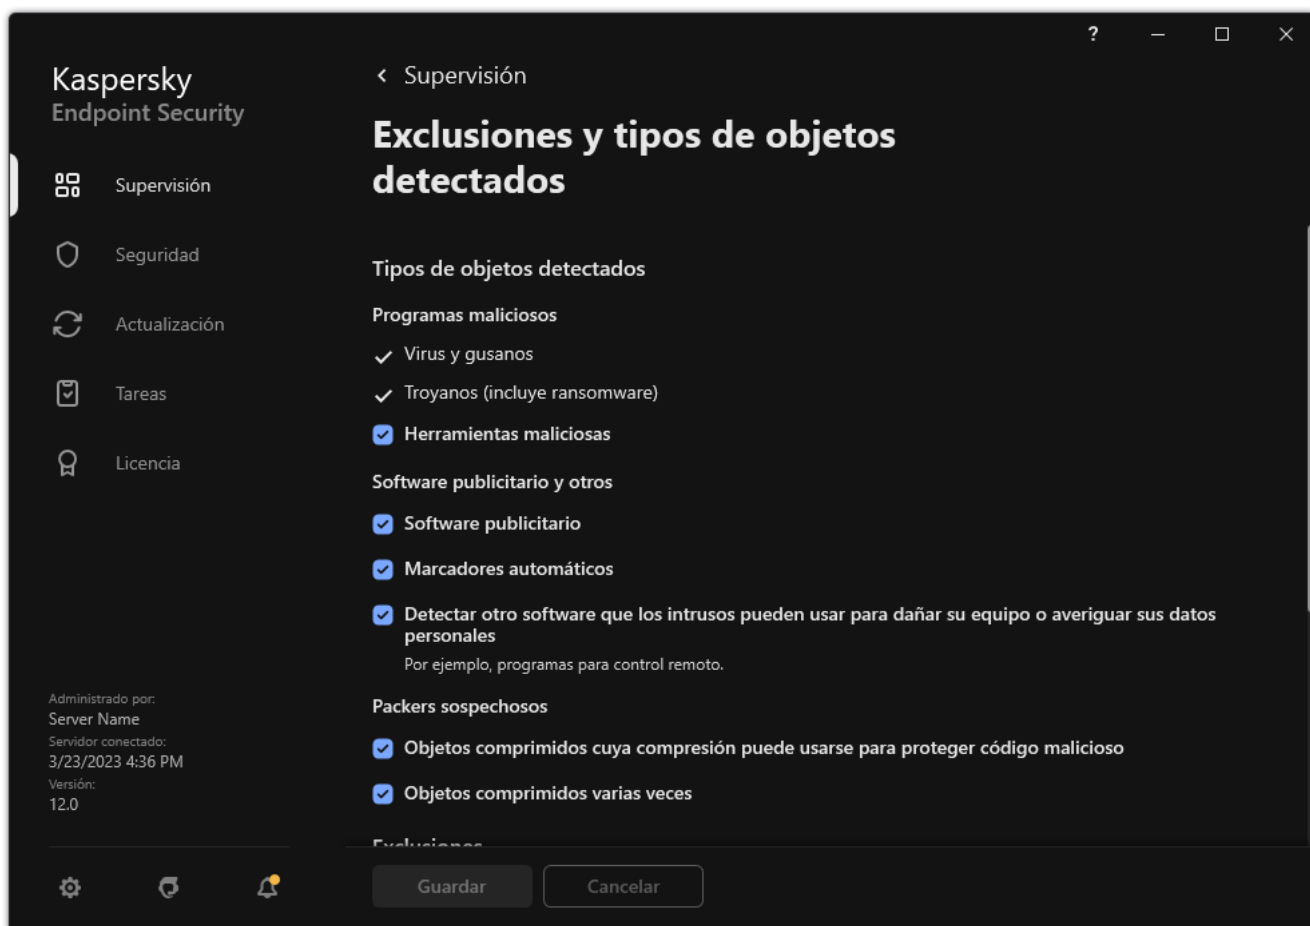 ?
Kaspersky
Endpoint Security
Supervisión
Seguridad
Actualización
Tareas
Licencia
Administrado por:
Server Name
Servidor conectado:
3/23/2023 4:36 PM
Versión:
12.0
Supervisión
Exclusiones y tipos de objetos
detectados
Tipos de objetos detectados
Programas maliciosos
Virus y gusanos
Troyanos (incluye ransomware)
Herramientas maliciosas
Software publicitario y otros
Software publicitario
Marcadores automáticos
Detectar otro software que los intrusos pueden usar para dañar su equipo o averiguar sus datos
personales
Por ejemplo, programas para control remoto.
Packers sospechosos
Objetos comprimidos cuya compresión puede usarse para proteger código malicioso
Objetos comprimidos varias veces
Exclusiones
Guardar
Cancelar